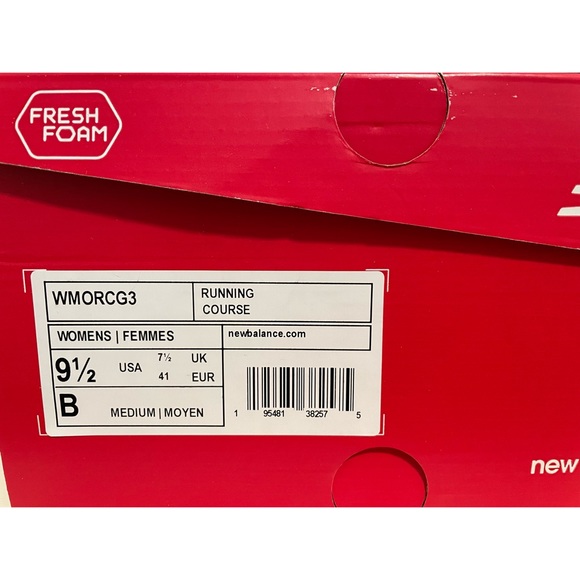 FRESH
FOAM
WMORCG3
RUNNING
COURSE
WOMENS | FEMMES
newbalance.com
9½ USA 7½ UK
41 EUR
B MEDIUM | MOYEN
1 95481 38257 5
new